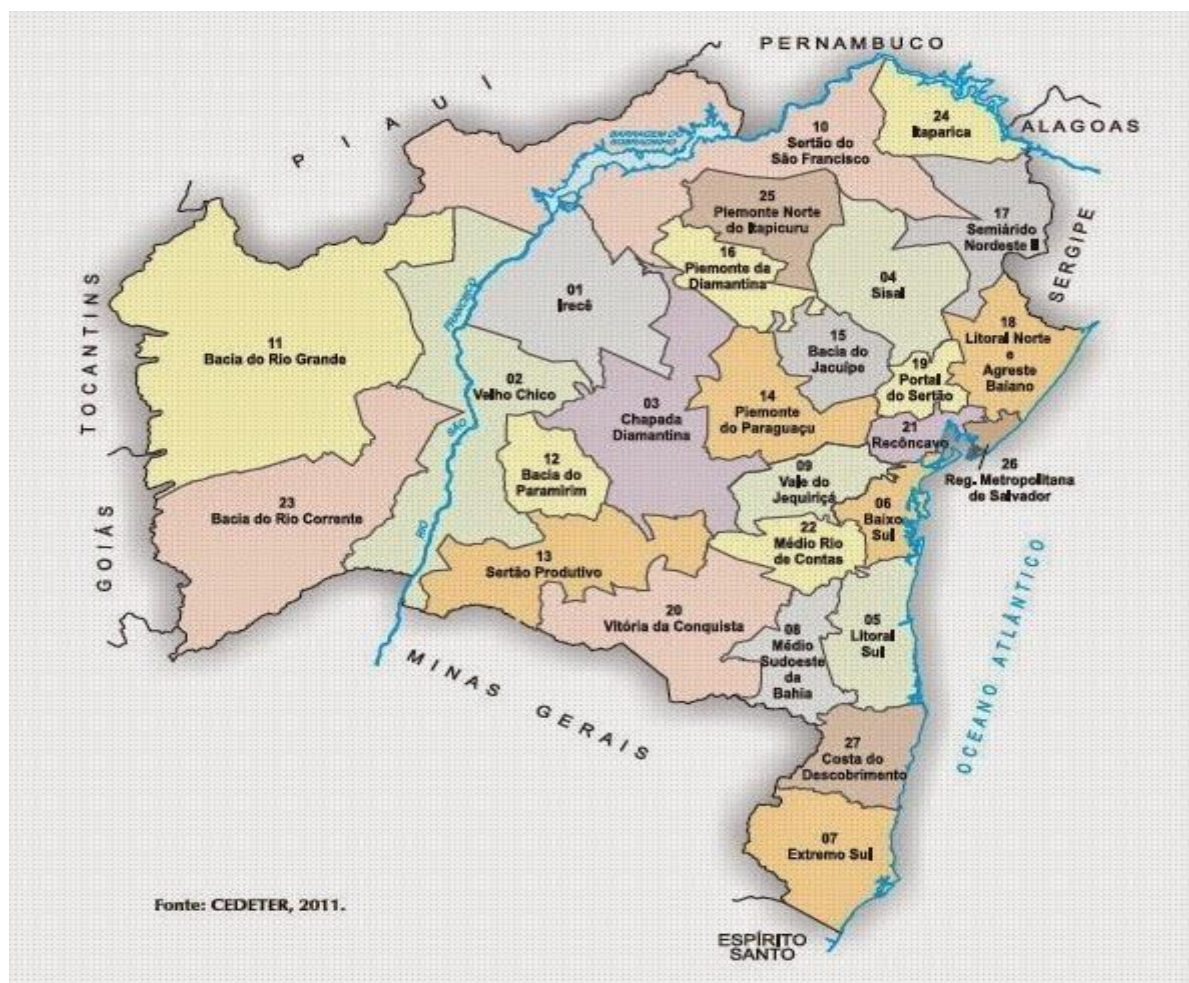 PERNAMBUCO
PIAUI
ALAGOAS
SERGIPE
TOCANTINS
GOIÁS
MINAS GERAIS
ESPÍRITO
SANTO
OCEANO ATLÂNTICO
BARRAGEM DO
SOBRADINHO
RIO
SÃO
FRANCISCO
10
Sertão do
São Francisco
24
Itaparica
25
Piemonte Norte
do Itapicuru
17
Semiárido
Nordeste II
16
Piemonte da
Diamantina
04
Sisal
01
Irecê
11
Bacia do Rio Grande
15
Bacia do
Jacuípe
18
Litoral Norte
e
Agreste
Baiano
19
Portal
do Sertão
02
Velho Chico
03
Chapada
Diamantina
14
Piemonte
do Paraguaçu
21
Recôncavo
26
Reg. Metropolitana
de Salvador
12
Bacia do
Paramirim
09
Vale do
Jequiriçá
23
Bacia do Rio Corrente
06
Baixo
Sul
22
Médio Rio
de Contas
13
Sertão Produtivo
20
Vitória da Conquista
08
Médio
Sudoeste
da
Bahia
05
Litoral
Sul
27
Costa do
Descobrimento
07
Extremo Sul
Fonte: CEDETER, 2011.